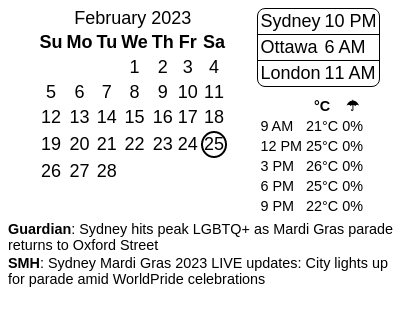 February 2023
Su Mo Tu We Th Fr Sa
1 2 3 4
5 6 7 8 9 10 11
12 13 14 15 16 17 18
19 20 21 22 23 24 25
26 27 28
Sydney 10 PM
Ottawa 6 AM
London 11 AM
°C ☂
9 AM 21°C 0%
12 PM 25°C 0%
3 PM 26°C 0%
6 PM 25°C 0%
9 PM 22°C 0%
Guardian: Sydney hits peak LGBTQ+ as Mardi Gras parade
returns to Oxford Street
SMH: Sydney Mardi Gras 2023 LIVE updates: City lights up
for parade amid WorldPride celebrations